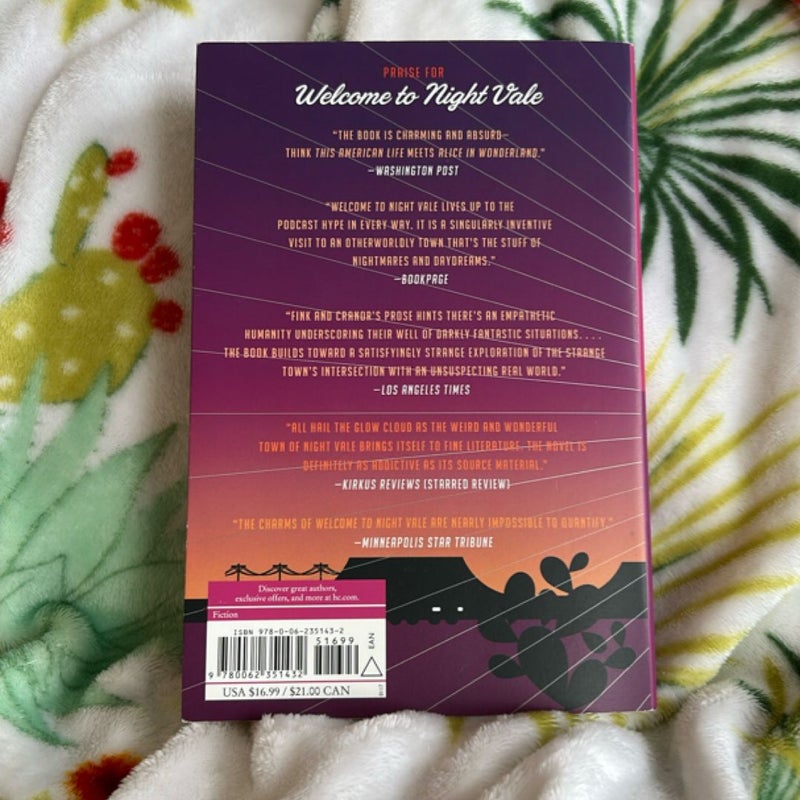 PRAISE FOR
Welcome to Night Vale
"THE BOOK IS CHARMING AND ABSURD—
THINK THIS AMERICAN LIFE MEETS ALICE IN WONDERLAND."
—WASHINGTON POST
"WELCOME TO NIGHT VALE LIVES UP TO THE
PODCAST HYPE IN EVERY WAY. IT IS A SINGULARLY INVENTIVE
VISIT TO AN OTHERWORLDLY TOWN THAT'S THE STUFF OF
NIGHTMARES AND DAYDREAMS."
—BOOKPAGE
"FINK AND CRANOR'S PROSE HINTS THERE'S AN EMPATHETIC
HUMANITY UNDERSCORING THEIR WELL OF DARKLY FANTASTIC SITUATIONS. . . .
THE BOOK BUILDS TOWARD A SATISFYINGLY STRANGE EXPLORATION OF THE STRANGE
TOWN'S INTERSECTION WITH AN UNSUSPECTING REAL WORLD."
—LOS ANGELES TIMES
"ALL HAIL THE GLOW CLOUD AS THE WEIRD AND WONDERFUL
TOWN OF NIGHT VALE BRINGS ITSELF TO FINE LITERATURE. THE NOVEL IS
DEFINITELY AS ADDICTIVE AS ITS SOURCE MATERIAL."
—KIRKUS REVIEWS (STARRED REVIEW)
"THE CHARMS OF WELCOME TO NIGHT VALE ARE NEARLY IMPOSSIBLE TO QUANTIFY."
—MINNEAPOLIS STAR TRIBUNE
Discover great authors,
exclusive offers, and more at hc.com.
Fiction
ISBN 978-0-06-235143-2
51699
EAN
9 780062 351432
USA $16.99 / $21.00 CAN